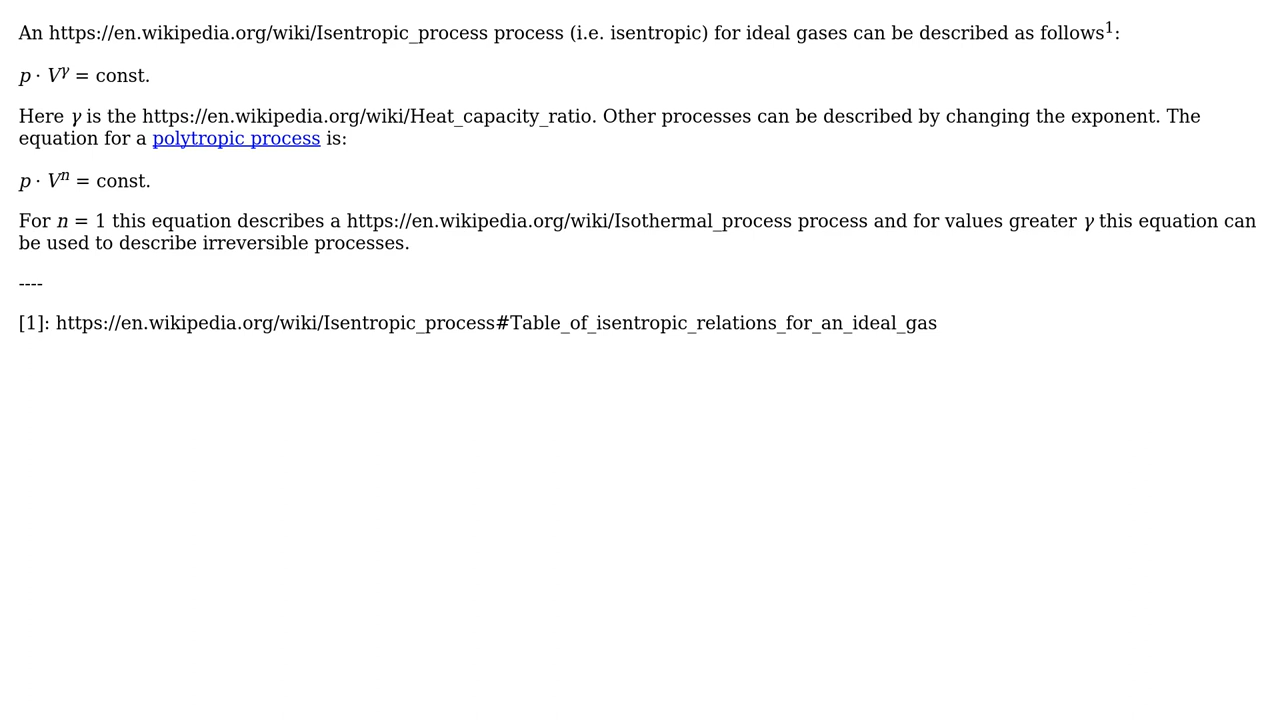 An https://en.wikipedia.org/wiki/Isentropic_process process (i.e. isentropic) for ideal gases can be described as follows¹:
p · Vᵞ = const.
Here γ is the https://en.wikipedia.org/wiki/Heat_capacity_ratio. Other processes can be described by changing the exponent. The
equation for a polytropic process is:
p · Vⁿ = const.
For n = 1 this equation describes a https://en.wikipedia.org/wiki/Isothermal_process process and for values greater γ this equation can
be used to describe irreversible processes.
----
[1]: https://en.wikipedia.org/wiki/Isentropic_process#Table_of_isentropic_relations_for_an_ideal_gas